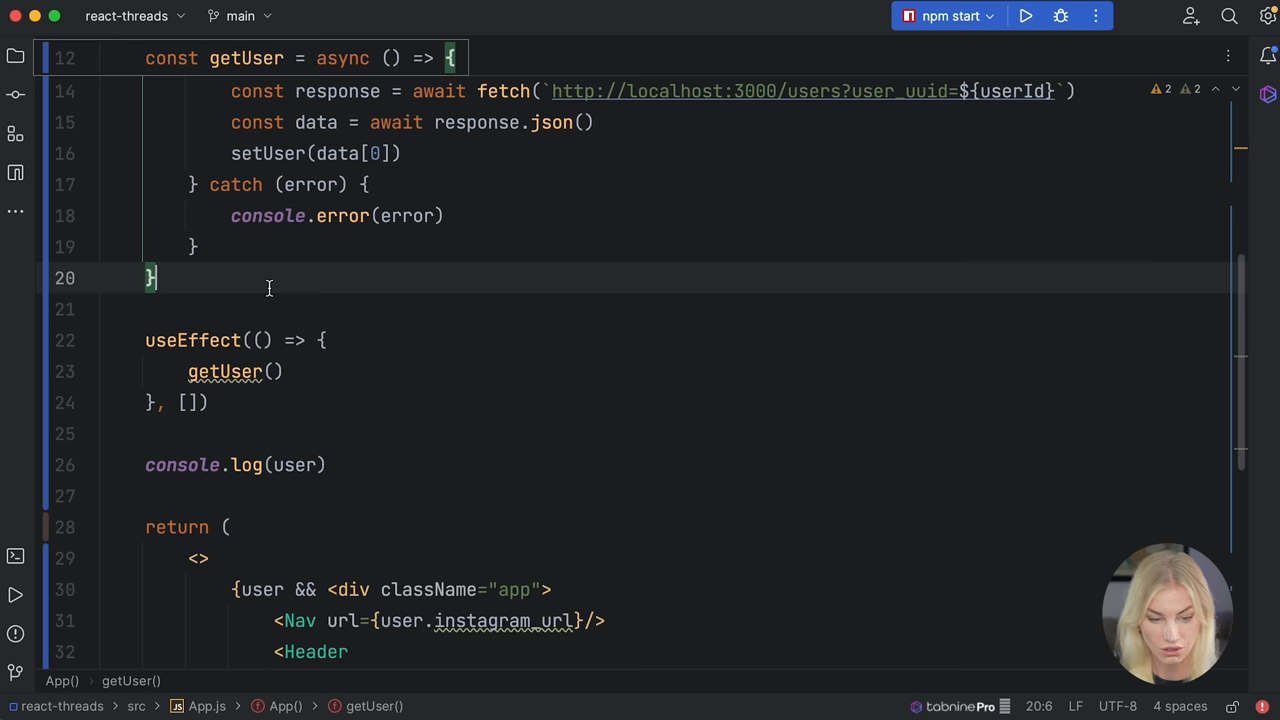 react-threads
main
npm start
12 const getUser = async () => {
14 const response = await fetch(`http://localhost:3000/users?user_uuid=${userId}`)
2 2
15 const data = await response.json()
16 setUser(data[0])
17 } catch (error) {
18 console.error(error)
19 }
20 }
21
22 useEffect(() => {
23 getUser()
24 }, [])
25
26 console.log(user)
27
28 return (
29 <>
30 {user && <div className="app">
31 <Nav url={user.instagram_url}/>
32 <Header
App() › getUser()
react-threads › src › JS App.js › f App() › f getUser()
tabnine Pro 20:6 LF UTF-8 4 spaces